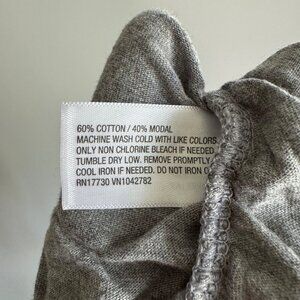 60% COTTON / 40% MODAL
MACHINE WASH COLD WITH LIKE COLORS.
ONLY NON CHLORINE BLEACH IF NEEDED.
TUMBLE DRY LOW. REMOVE PROMPTLY.
COOL IRON IF NEEDED. DO NOT IRON
RN17730 VN1042782